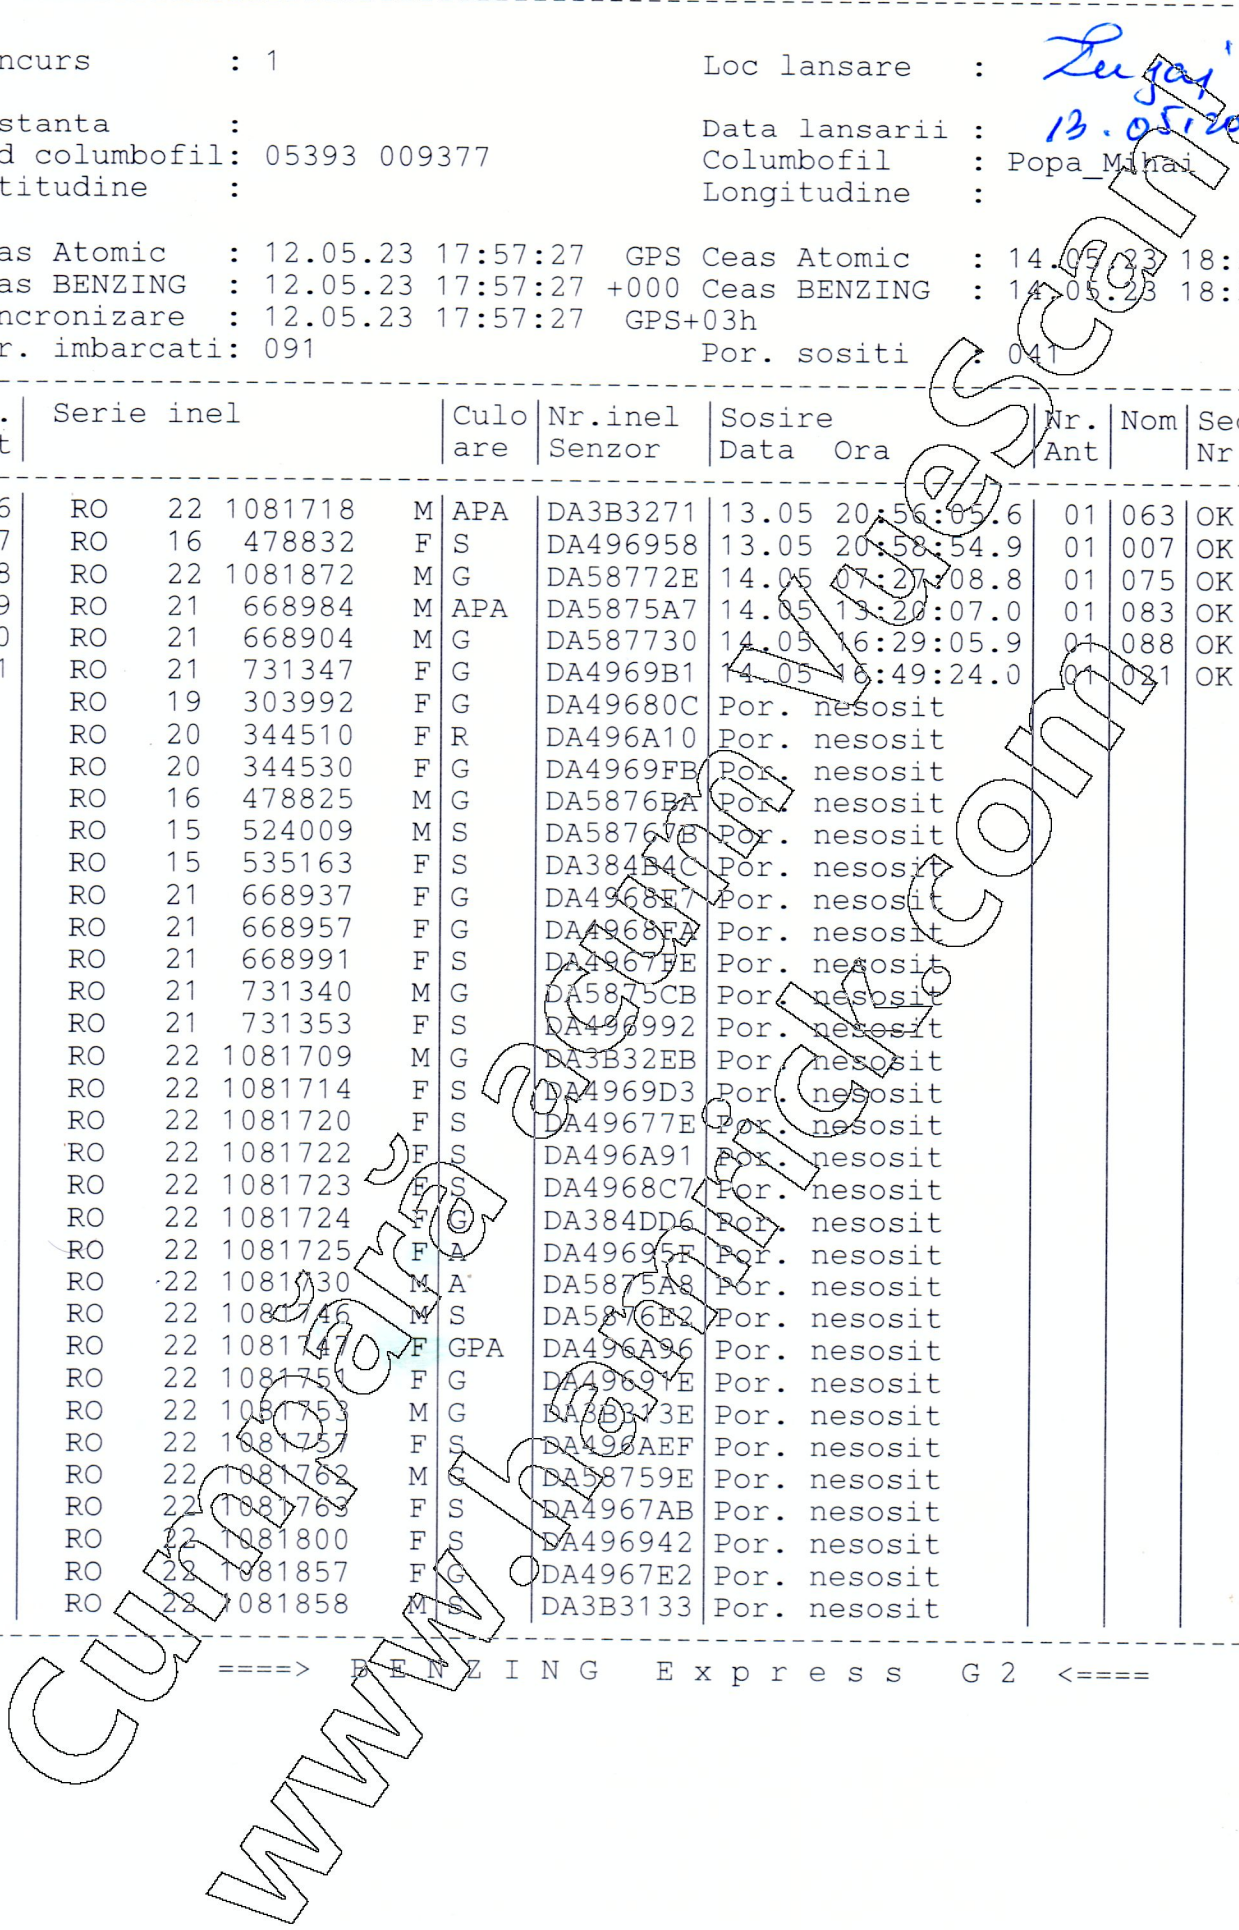 ncurs : 1 Loc lansare : Lugoj
stanta : Data lansarii : 13.05.20
d columbofil: 05393 009377 Columbofil : Popa_Mihai
titudine : Longitudine :
as Atomic : 12.05.23 17:57:27 GPS Ceas Atomic : 14.05.23 18:
as BENZING : 12.05.23 17:57:27 +000 Ceas BENZING : 14.05.23 18:
ncronizare : 12.05.23 17:57:27 GPS+03h
r. imbarcati: 091 Por. sositi : 041
. Serie inel Culo Nr.inel Sosire Nr. Nom Sec
t are Senzor Data Ora Ant Nr
6 RO 22 1081718 M APA DA3B3271 13.05 20:56:05.6 01 063 OK
7 RO 16 478832 F S DA496958 13.05 20:58:54.9 01 007 OK
8 RO 22 1081872 M G DA58772E 14.05 07:27:08.8 01 075 OK
9 RO 21 668984 M APA DA5875A7 14.05 13:20:07.0 01 083 OK
0 RO 21 668904 M G DA587730 14.05 16:29:05.9 01 088 OK
1 RO 21 731347 F G DA4969B1 14.05 16:49:24.0 01 021 OK
RO 19 303992 F G DA49680C Por. nesosit
RO 20 344510 F R DA496A10 Por. nesosit
RO 20 344530 F G DA4969FB Por. nesosit
RO 16 478825 M G DA5876BA Por. nesosit
RO 15 524009 M S DA58767B Por. nesosit
RO 15 535163 F S DA384B4C Por. nesosit
RO 21 668937 F G DA4968E7 Por. nesosit
RO 21 668957 F G DA4968FA Por. nesosit
RO 21 668991 F S DA4967FE Por. nesosit
RO 21 731340 M G DA5875CB Por. nesosit
RO 21 731353 F S DA496992 Por. nesosit
RO 22 1081709 M G DA3B32EB Por. nesosit
RO 22 1081714 F S DA4969D3 Por. nesosit
RO 22 1081720 F S DA49677E Por. nesosit
RO 22 1081722 F S DA496A91 Por. nesosit
RO 22 1081723 F S DA4968C7 Por. nesosit
RO 22 1081724 F G DA384DD6 Por. nesosit
RO 22 1081725 F A DA49695F Por. nesosit
RO 22 1081730 M A DA5875A8 Por. nesosit
RO 22 1081746 M S DA5876E2 Por. nesosit
RO 22 1081747 F GPA DA496A96 Por. nesosit
RO 22 1081751 F G DA49691E Por. nesosit
RO 22 1081753 M G DA3B313E Por. nesosit
RO 22 1081757 F S DA496AEF Por. nesosit
RO 22 1081762 M G DA58759E Por. nesosit
RO 22 1081763 F S DA4967AB Por. nesosit
RO 22 1081800 F S DA496942 Por. nesosit
RO 22 1081857 F G DA4967E2 Por. nesosit
RO 22 1081858 M S DA3B3133 Por. nesosit
====> B E N Z I N G E x p r e s s G 2 <====
Cumpără acum VueScan!
www.hamrick.com